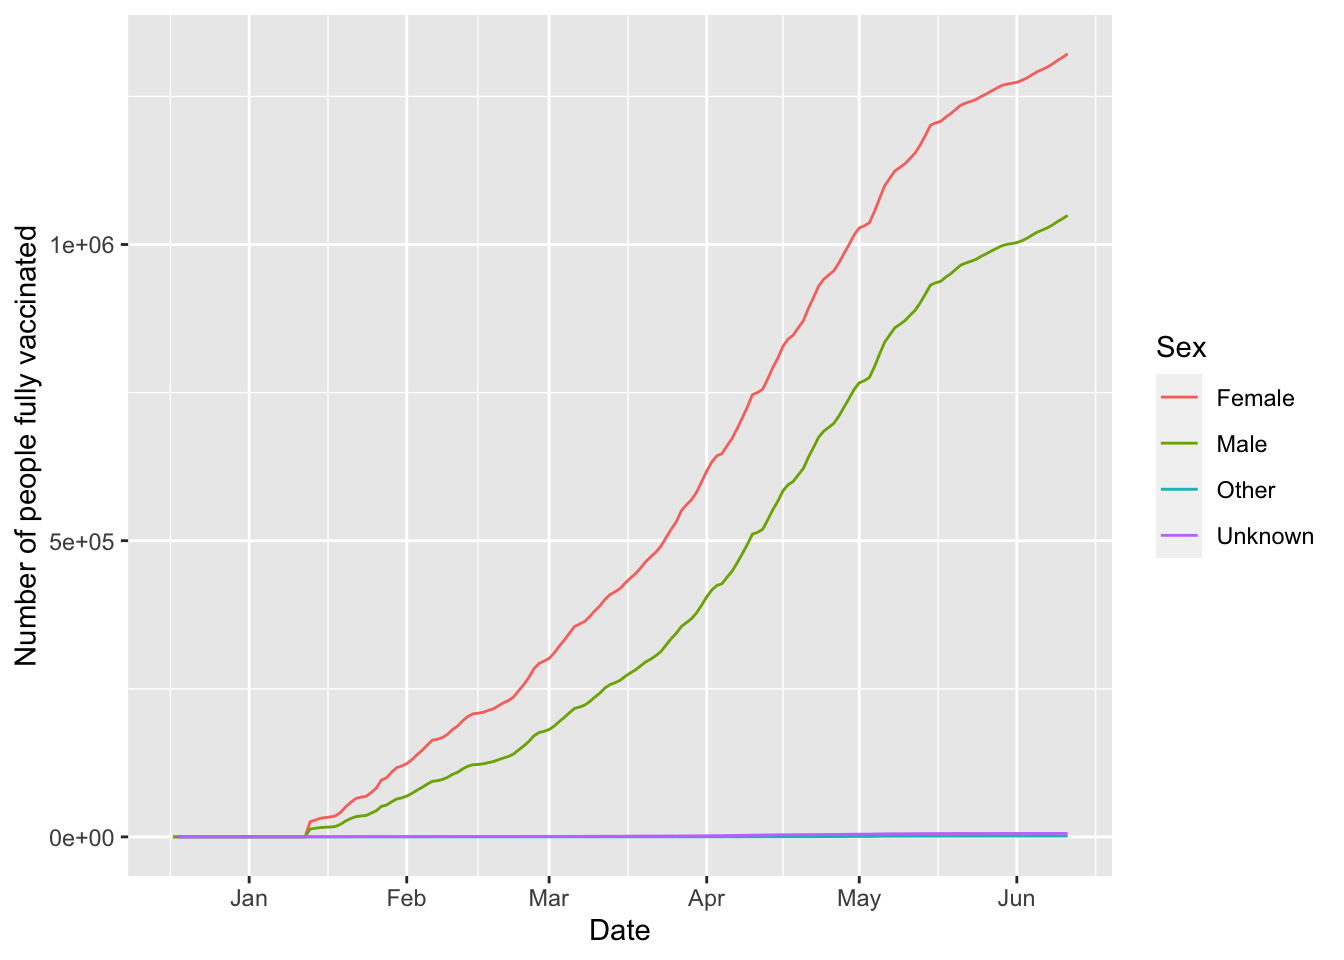 Number of people fully vaccinated
1e+06
5e+05
0e+00
Jan Feb Mar Apr May Jun
Date
Sex
Female
Male
Other
Unknown